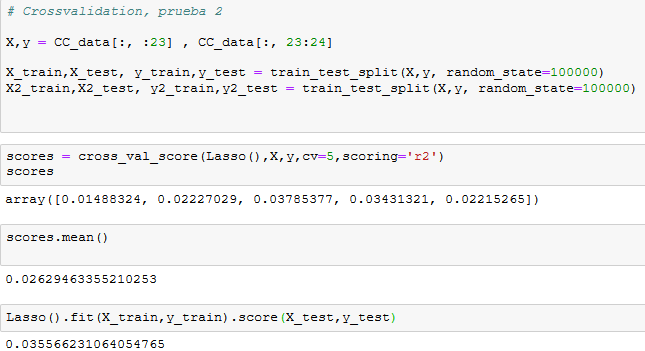 # Crossvalidation, prueba 2
X,y = CC_data[:, :23] , CC_data[:, 23:24]
X_train,X_test, y_train,y_test = train_test_split(X,y, random_state=100000)
X2_train,X2_test, y2_train,y2_test = train_test_split(X,y, random_state=100000)
scores = cross_val_score(Lasso(),X,y,cv=5,scoring='r2')
scores
array([0.01488324, 0.02227029, 0.03785377, 0.03431321, 0.02215265])
scores.mean()
0.02629463355210253
Lasso().fit(X_train,y_train).score(X_test,y_test)
0.035566231064054765